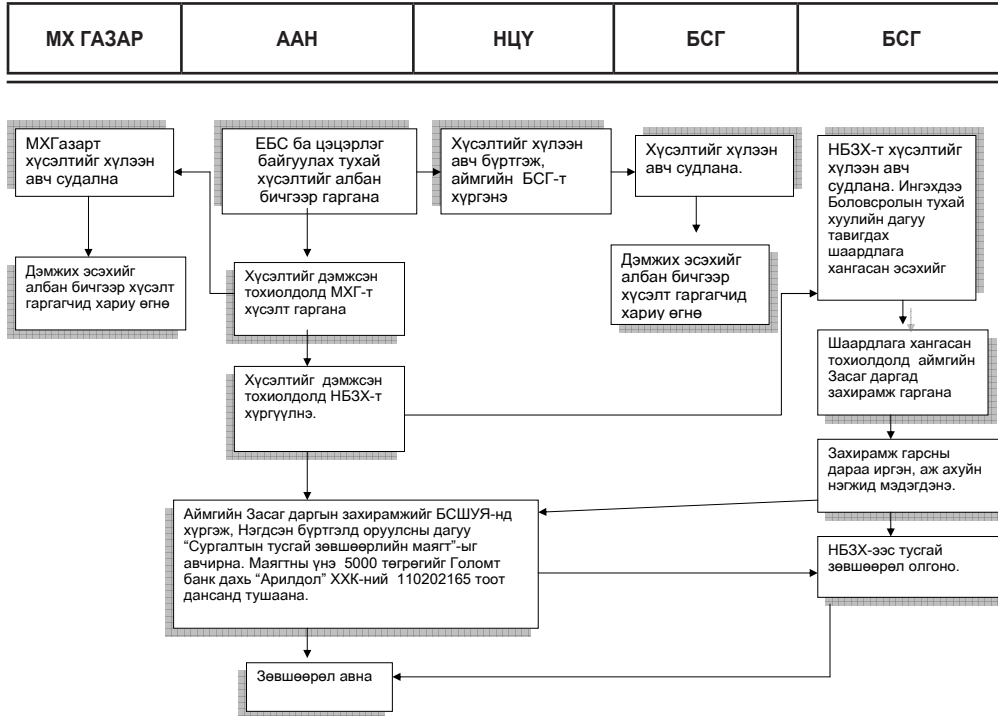 МХ ГАЗАР
ААН
НЦҮ
БСГ
БСГ
МХГазарт
хүсэлтийг хүлээн
авч судална
ЕБС ба цэцэрлэг
байгуулах тухай
хүсэлтийг албан
бичгээр гаргана
Хүсэлтийг хүлээн
авч бүртгэж,
аймгийн БСГ-т
хүргэнэ
Хүсэлтийг хүлээн
авч судлана.
НБЗХ-т хүсэлтийг
хүлээн авч
судлана. Ингэхдээ
Боловсролын тухай
хуулийн дагуу
тавигдах
шаардлага
хангасан эсэхийг
Дэмжих эсэхийг
албан бичгээр хүсэлт
гаргагчид хариу өгнө
Хүсэлтийг дэмжсэн
тохиолдолд МХГ-т
хүсэлт гаргана
Дэмжих эсэхийг
албан бичгээр
хүсэлт гаргагчид
хариу өгнө
Шаардлага хангасан
тохиолдолд аймгийн
Засаг даргад
захирамж гаргана
Хүсэлтийг дэмжсэн
тохиолдолд НБЗХ-т
хүргүүлнэ.
Захирамж гарсны
дараа иргэн, аж ахуйн
нэгжид мэдэгдэнэ.
Аймгийн Засаг даргын захирамжийг БСШУЯ-нд
хүргэж, Нэгдсэн бүртгэлд оруулсны дагуу
“Сургалтын тусгай зөвшөөрлийн маягт”-ыг
авчирна. Маягтны үнэ 5000 төгрөгийг Голомт
банк дахь “Арилдол” ХХК-ний 110202165 тоот
дансанд тушаана.
НБЗХ-ээс тусгай
зөвшөөрөл олгоно.
Зөвшөөрөл авна